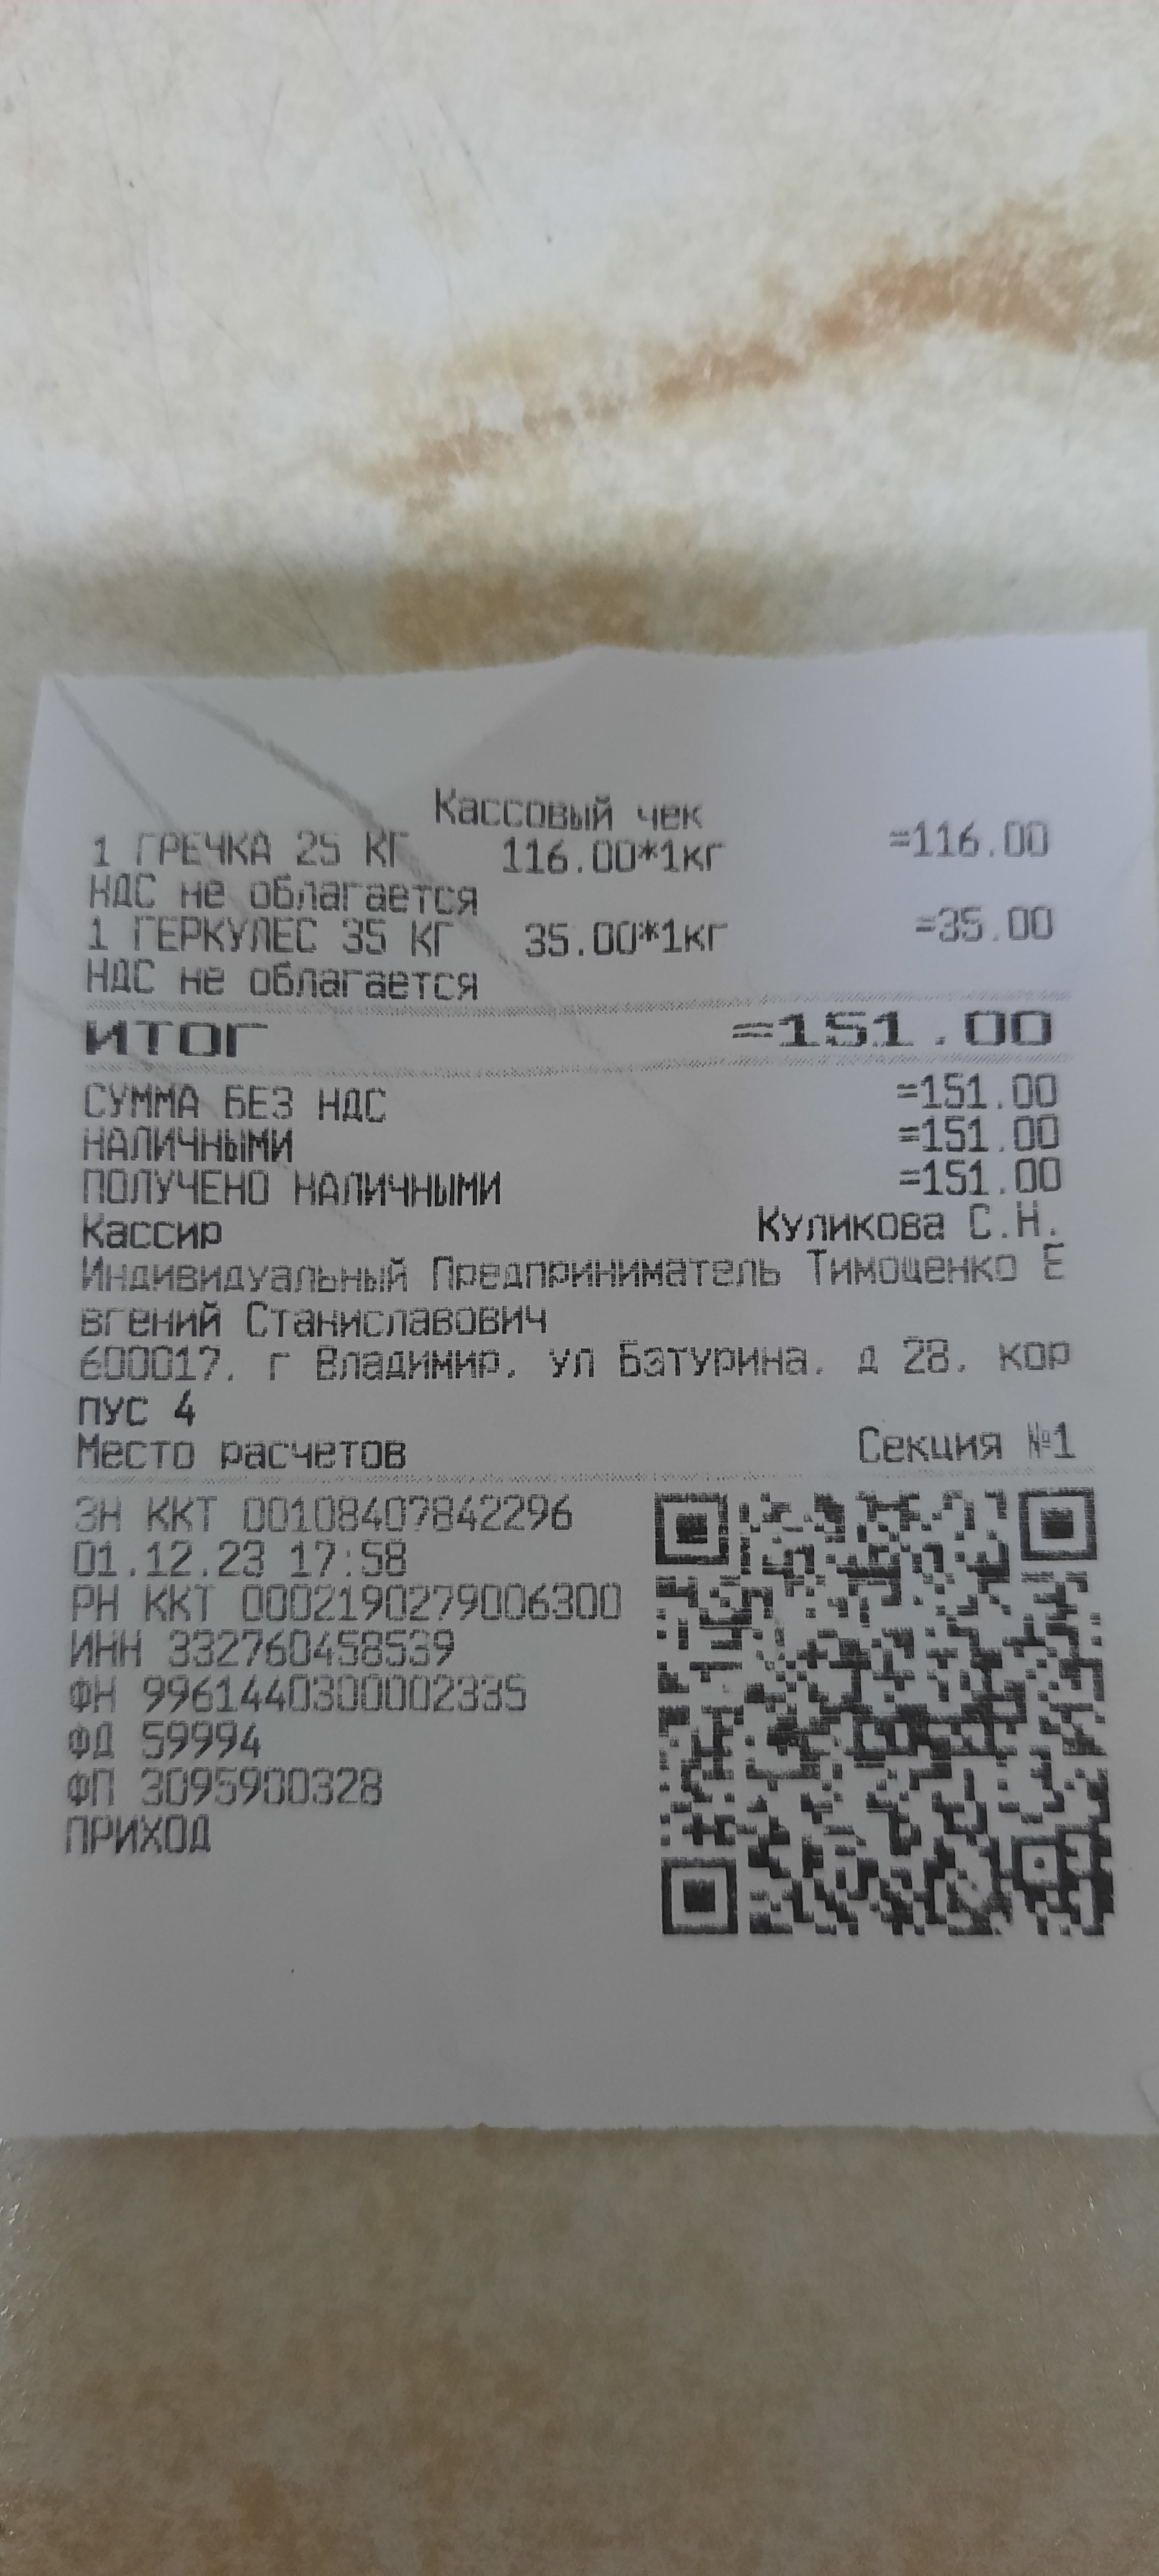 Кассовый чек
1 ГРЕЧКА 25 КГ 116.00*1кг =116.00
НДС не облагается
1 ГЕРКУЛЕС 35 КГ 35.00*1кг =35.00
НДС не облагается
ИТОГ =151.00
СУММА БЕЗ НДС =151.00
НАЛИЧНЫМИ =151.00
ПОЛУЧЕНО НАЛИЧНЫМИ =151.00
Кассир Куликова С.Н.
Индивидуальный Предприниматель Тимощенко Е
вгений Станиславович
600017, г Владимир, ул Батурина, д 28, кор
пус 4
Место расчетов Секция №1
ЗН ККТ 00108407842296
01.12.23 17:58
РН ККТ 0002190279006300
ИНН 332760458539
ФН 9961440300002335
ФД 59994
ФП 3095900328
ПРИХОД